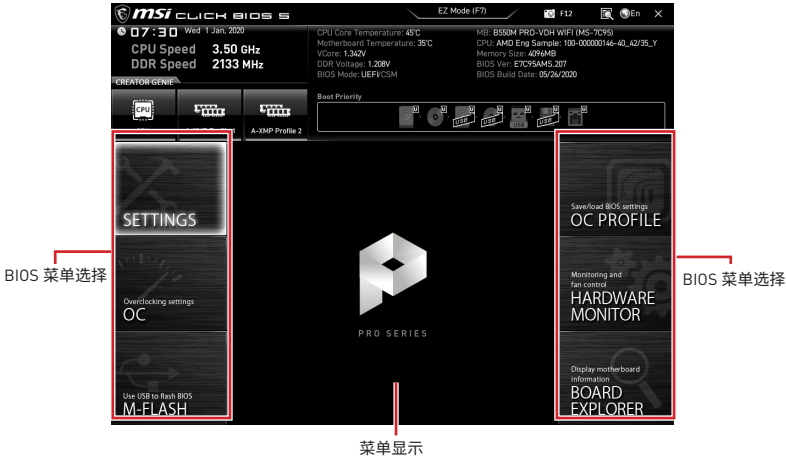 msi CLICK BIOS 5
EZ Mode (F7)
F12
En
07:30 Wed 1 Jan, 2020
CPU Speed 3.50 GHz
DDR Speed 2133 MHz
CREATOR GENIE
CPU
A-XMP Profile 2
CPU Core Temperature: 45°C
Motherboard Temperature: 35°C
VCore: 1.342V
DDR Voltage: 1.208V
BIOS Mode: UEFI/CSM
MB: B550M PRO-VDH WIFI (MS-7C95)
CPU: AMD Eng Sample: 100-000000146-40_42/35_Y
Memory Size: 4096MB
BIOS Ver: E7C95AMS.207
BIOS Build Date: 05/26/2020
Boot Priority
U U U U U U U
USB USB USB USB
SETTINGS
Overclocking settings
OC
Use USB to flash BIOS
M-FLASH
PRO SERIES
Save/load BIOS settings
OC PROFILE
Monitoring and
fan control
HARDWARE
MONITOR
Display motherboard
information
BOARD
EXPLORER
BIOS 菜单选择
BIOS 菜单选择
菜单显示